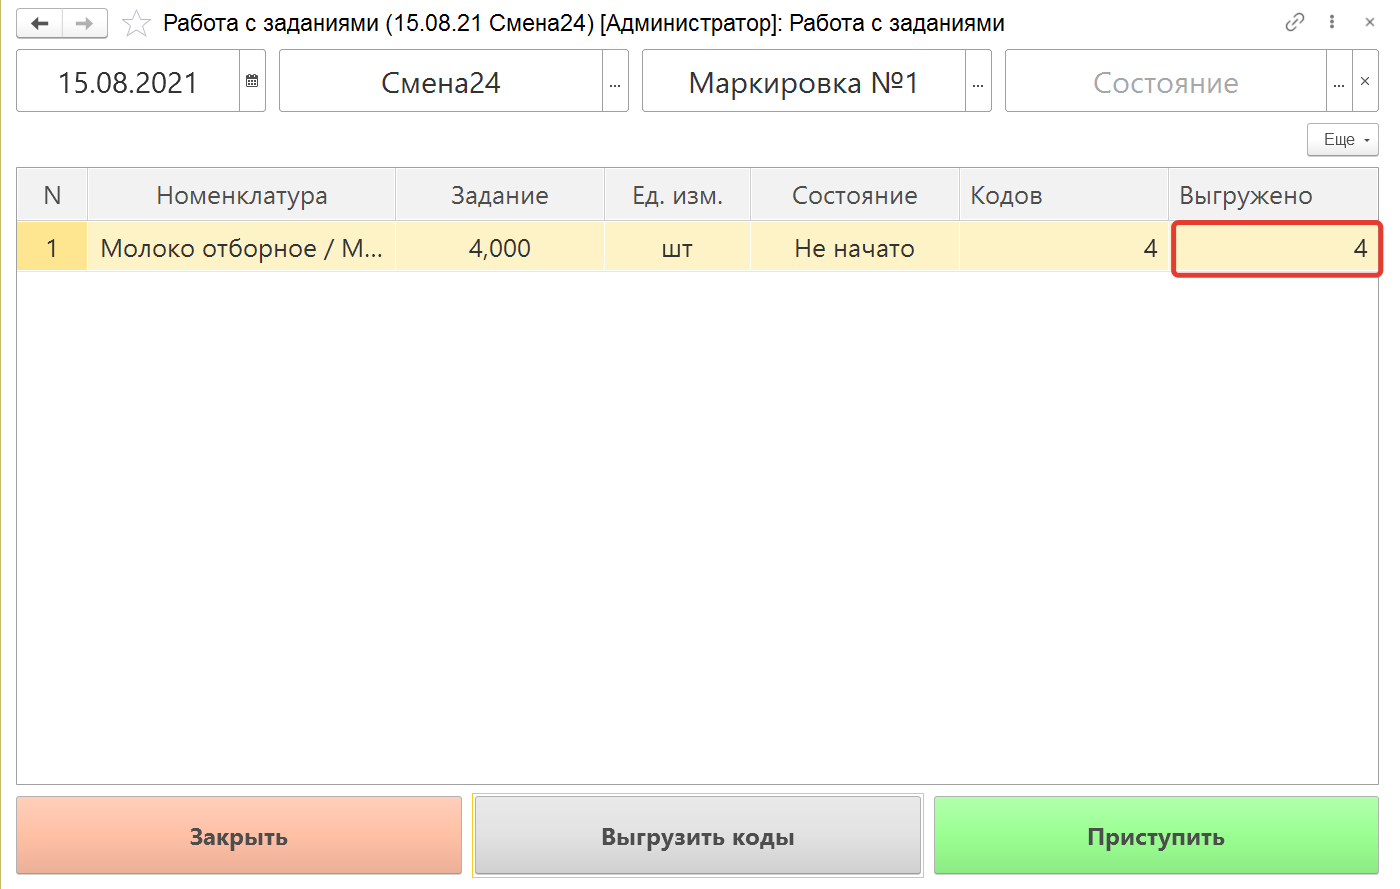 Работа с заданиями (15.08.21 Смена24) [Администратор]: Работа с заданиями
15.08.2021 Смена24 ... Маркировка №1 ... Состояние ... ×
Еще
N Номенклатура Задание Ед. изм. Состояние Кодов Выгружено
1 Молоко отборное / М... 4,000 шт Не начато 4 4
Закрыть Выгрузить коды Приступить